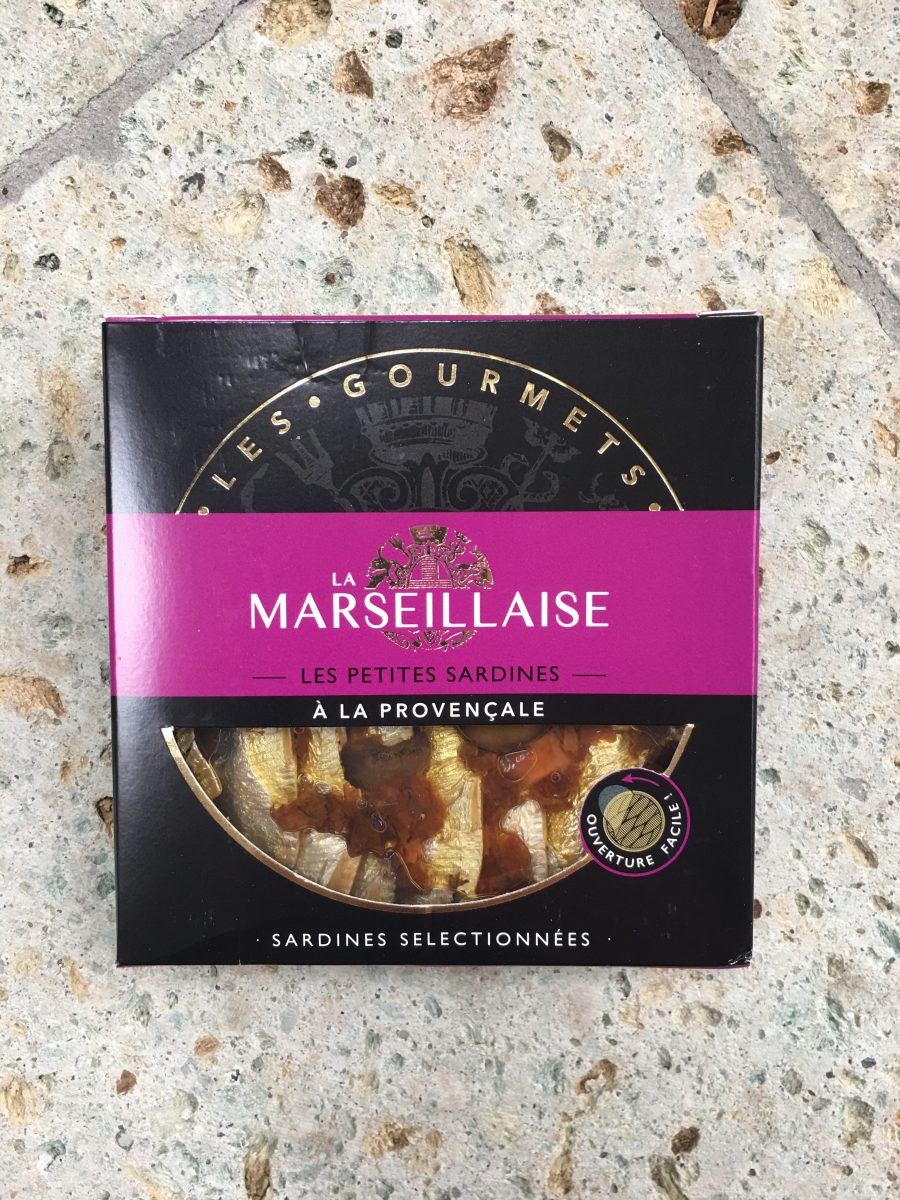 LES • GOURMETS
LA
MARSEILLAISE
LES PETITES SARDINES
À LA PROVENÇALE
OUVERTURE FACILE !
· SARDINES SELECTIONNÉES ·